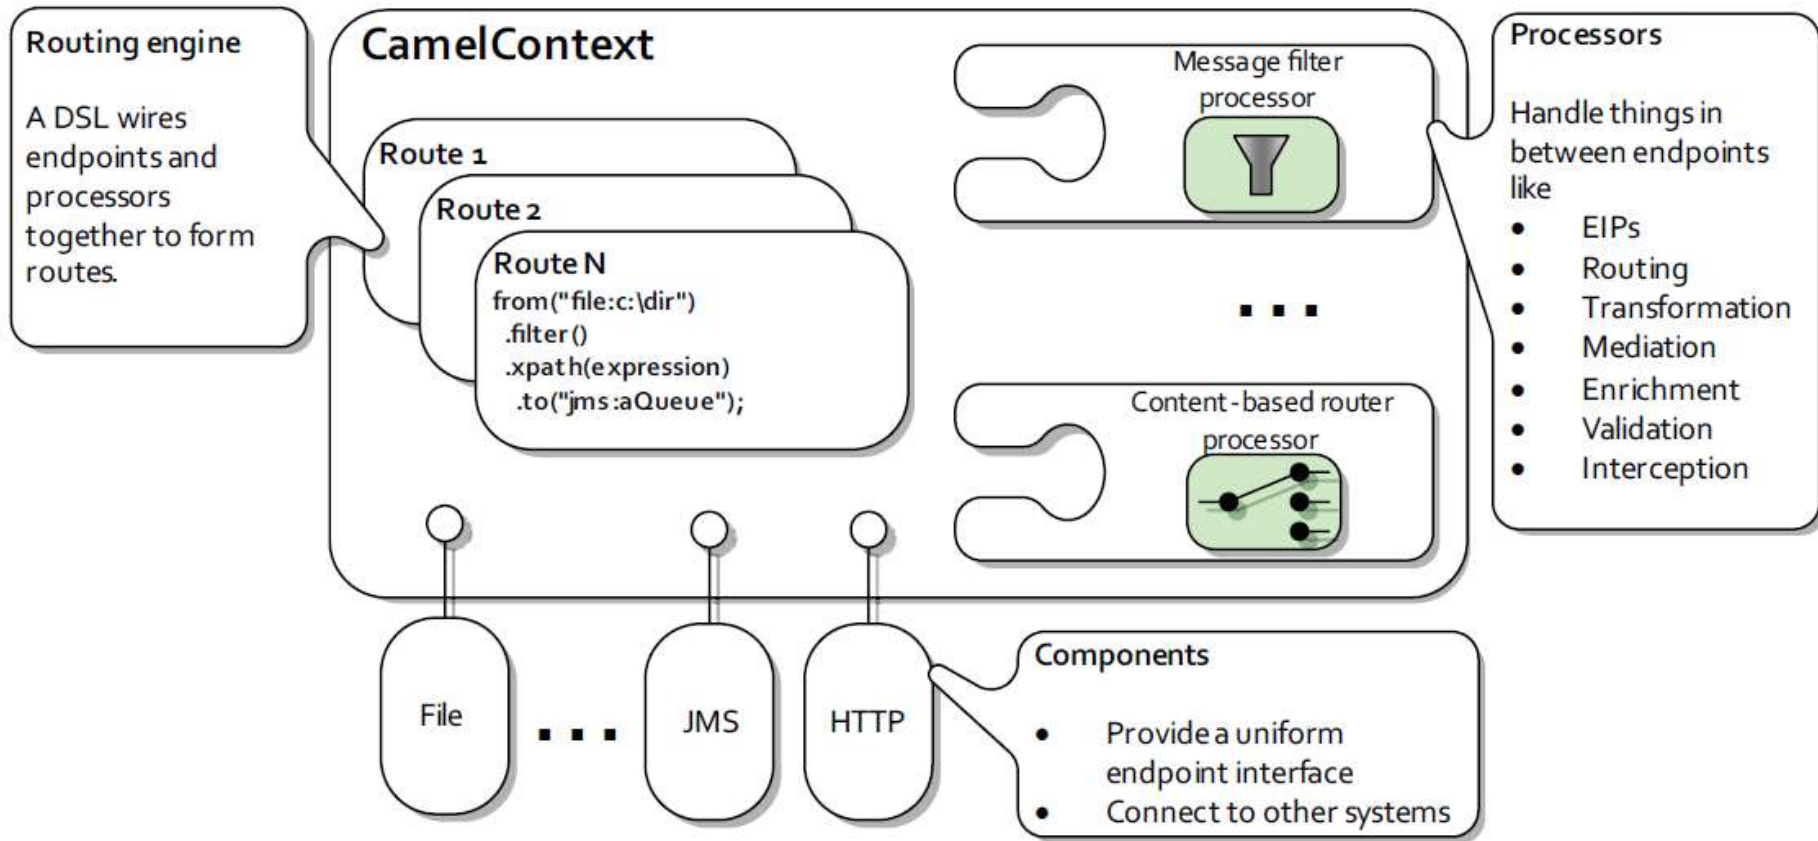 Routing engine
A DSL wires
endpoints and
processors
together to form
routes.
CamelContext
Route 1
Route 2
Route N
from("file:c:\dir")
.filter()
.xpath(expression)
.to("jms:aQueue");
Message filter
processor
...
Content-based router
processor
Processors
Handle things in
between endpoints
like
• EIPs
• Routing
• Transformation
• Mediation
• Enrichment
• Validation
• Interception
File
...
JMS
HTTP
Components
• Provide a uniform
endpoint interface
• Connect to other systems